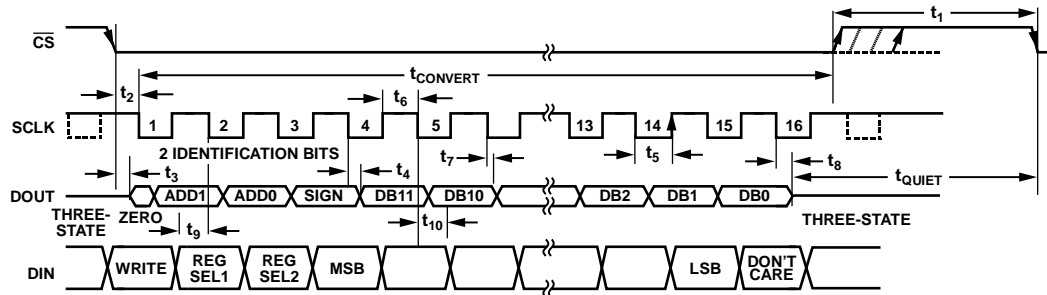 t1
CS
tCONVERT
t2
t6
SCLK
1 2 3 4 5 13 14 15 16
2 IDENTIFICATION BITS
t3
t4
t7
t5
t8
tQUIET
DOUT
ADD1 ADD0 SIGN DB11 DB10 DB2 DB1 DB0
THREE-STATE
ZERO
t9
t10
THREE-STATE
DIN
WRITE
REG SEL1
REG SEL2
MSB
LSB
DON'T CARE